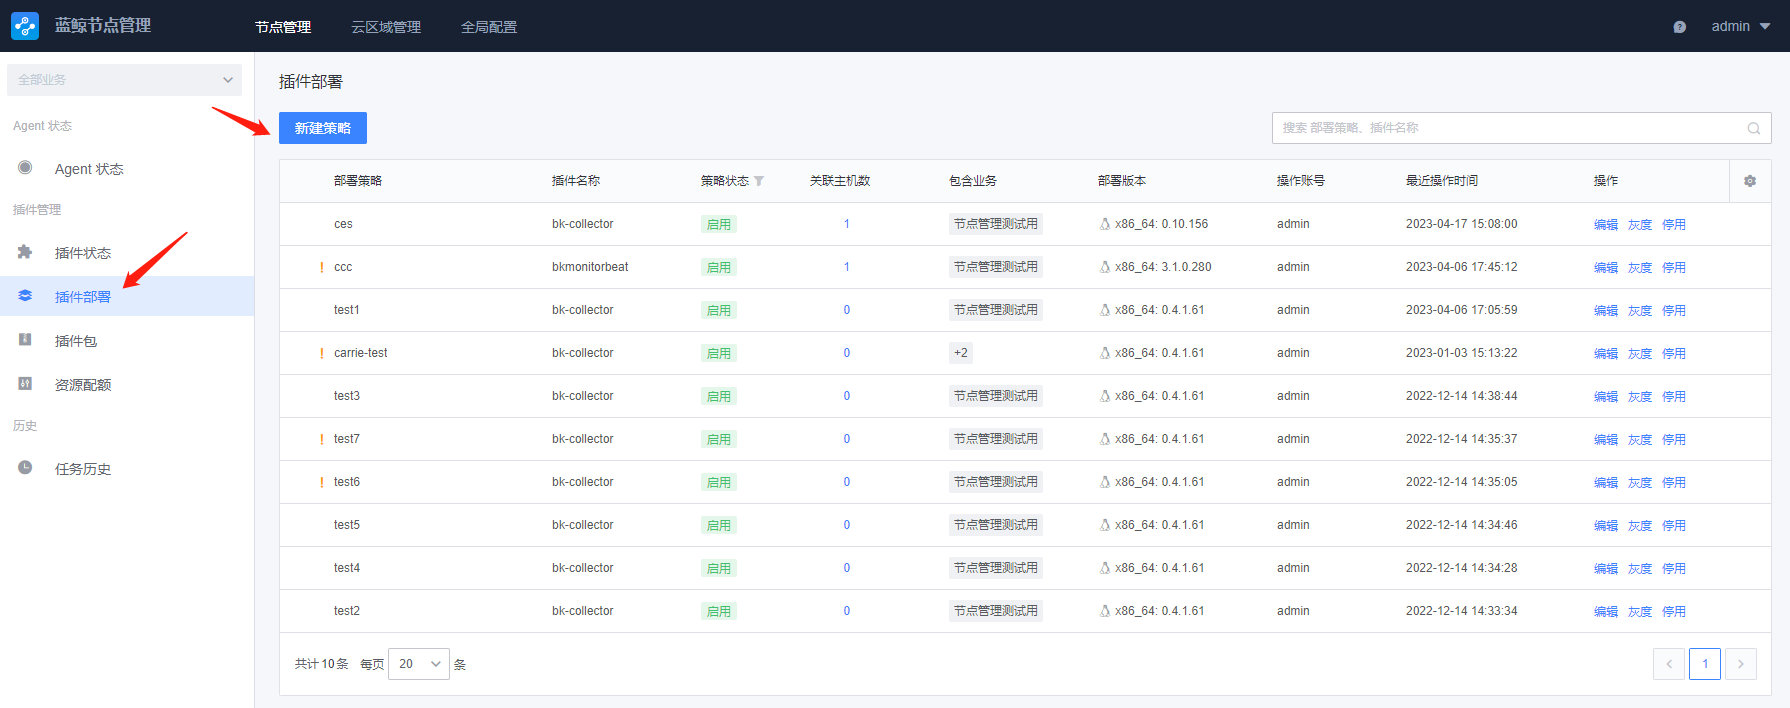 蓝鲸节点管理 节点管理 云区域管理 全局配置 admin
全部业务
Agent 状态
Agent 状态
插件管理
插件状态
插件部署
插件包
资源配额
历史
任务历史
插件部署
新建策略 搜索 部署策略、插件名称
部署策略 插件名称 策略状态 关联主机数 包含业务 部署版本 操作账号 最近操作时间 操作
ces bk-collector 启用 1 节点管理测试用 x86_64: 0.10.156 admin 2023-04-17 15:08:00 编辑 灰度 停用
! ccc bkmonitorbeat 启用 1 节点管理测试用 x86_64: 3.1.0.280 admin 2023-04-06 17:45:12 编辑 灰度 停用
test1 bk-collector 启用 0 节点管理测试用 x86_64: 0.4.1.61 admin 2023-04-06 17:05:59 编辑 灰度 停用
! carrie-test bk-collector 启用 0 +2 x86_64: 0.4.1.61 admin 2023-01-03 15:13:22 编辑 灰度 停用
test3 bk-collector 启用 0 节点管理测试用 x86_64: 0.4.1.61 admin 2022-12-14 14:38:44 编辑 灰度 停用
! test7 bk-collector 启用 0 节点管理测试用 x86_64: 0.4.1.61 admin 2022-12-14 14:35:37 编辑 灰度 停用
! test6 bk-collector 启用 0 节点管理测试用 x86_64: 0.4.1.61 admin 2022-12-14 14:35:05 编辑 灰度 停用
test5 bk-collector 启用 0 节点管理测试用 x86_64: 0.4.1.61 admin 2022-12-14 14:34:46 编辑 灰度 停用
test4 bk-collector 启用 0 节点管理测试用 x86_64: 0.4.1.61 admin 2022-12-14 14:34:28 编辑 灰度 停用
test2 bk-collector 启用 0 节点管理测试用 x86_64: 0.4.1.61 admin 2022-12-14 14:33:34 编辑 灰度 停用
共计 10 条 每页 20 条 1